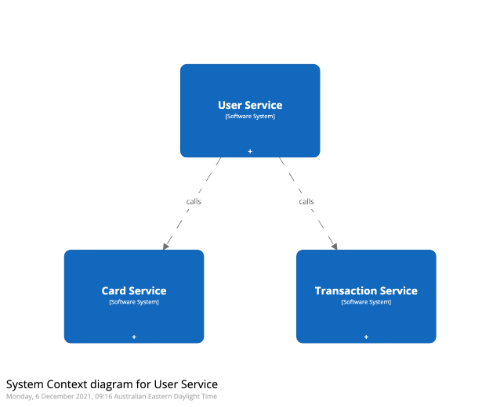 User Service
[Software System]
+
calls
calls
Card Service
[Software System]
+
Transaction Service
[Software System]
+
System Context diagram for User Service
Monday, 6 December 2021, 09:16 Australian Eastern Daylight Time